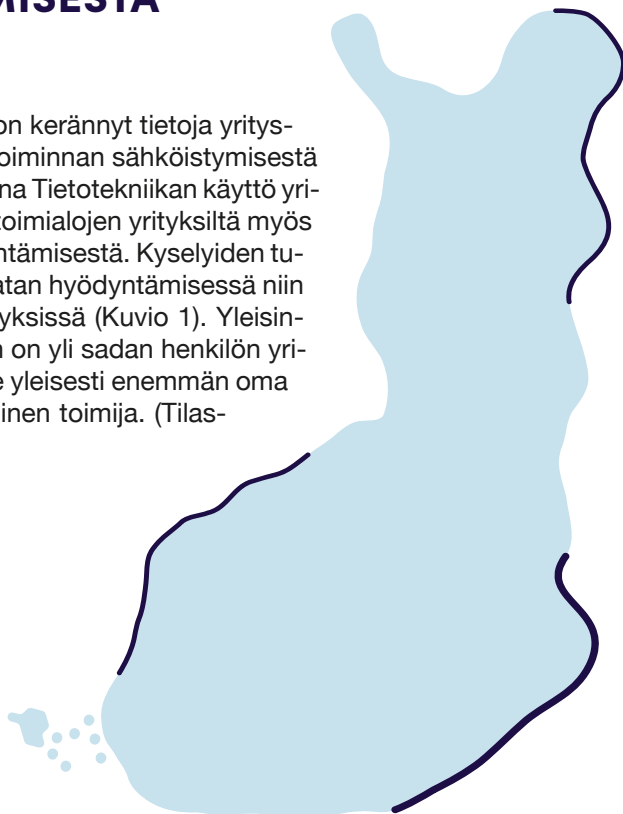 MISESTA
on kerännyt tietoja yritys-
oiminnan sähköistymisestä
na Tietotekniikan käyttö yri-
toimialojen yrityksiltä myös
ntämisestä. Kyselyiden tu-
atan hyödyntämisessä niin
yksissä (Kuvio 1). Yleisin-
n on yli sadan henkilön yri-
e yleisesti enemmän oma
inen toimija. (Tilas-